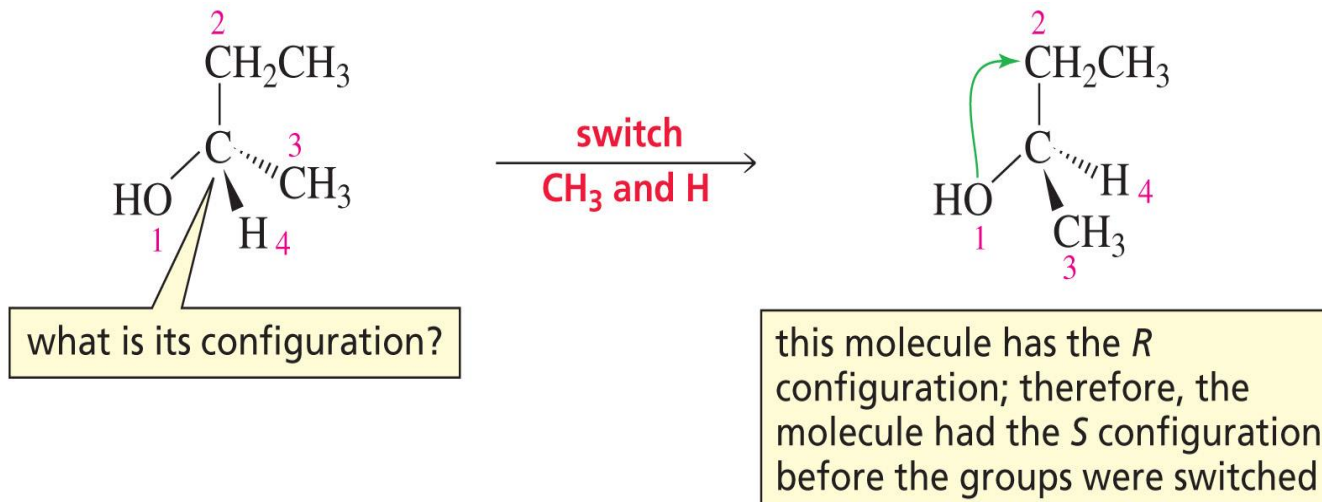 2
CH₂CH₃
C
3
CH₃
HO
1
H 4
what is its configuration?
switch
CH₃ and H
2
CH₂CH₃
C
H 4
HO
1
CH₃
3
this molecule has the R
configuration; therefore, the
molecule had the S configuration
before the groups were switched